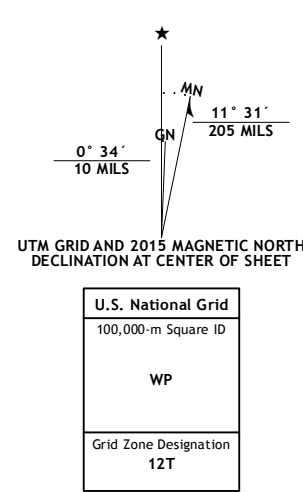 ★
MN
GN
11° 31´
205 MILS
0° 34´
10 MILS
UTM GRID AND 2015 MAGNETIC NORTH
DECLINATION AT CENTER OF SHEET
U.S. National Grid
100,000-m Square ID
WP
Grid Zone Designation
12T